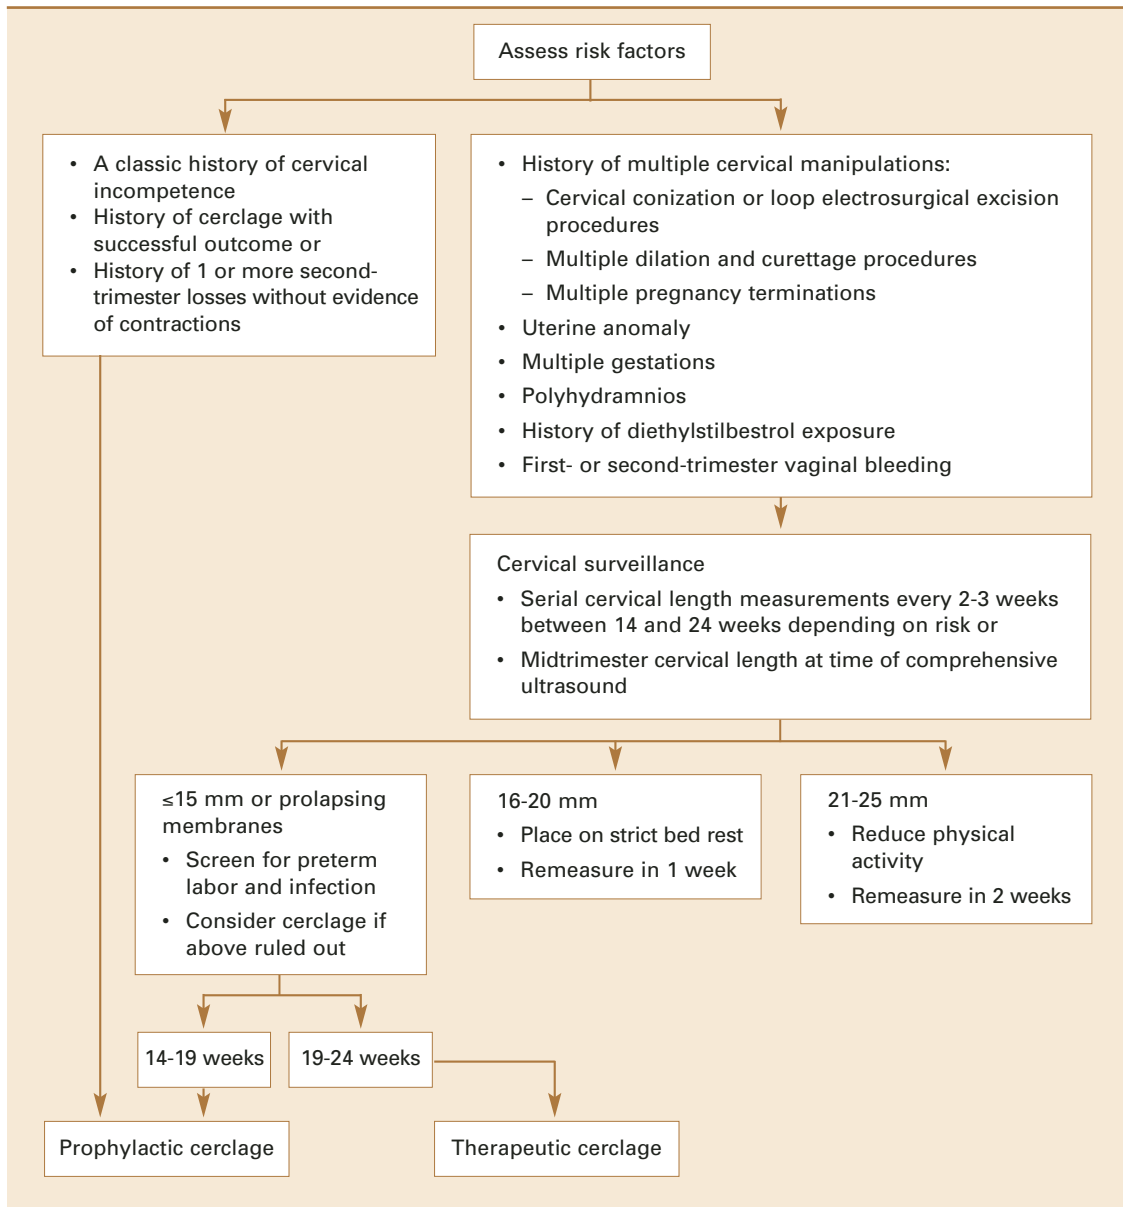 Assess risk factors
• A classic history of cervical
incompetence
• History of cerclage with
successful outcome or
• History of 1 or more second-
trimester losses without evidence
of contractions
• History of multiple cervical manipulations:
– Cervical conization or loop electrosurgical excision
procedures
– Multiple dilation and curettage procedures
– Multiple pregnancy terminations
• Uterine anomaly
• Multiple gestations
• Polyhydramnios
• History of diethylstilbestrol exposure
• First- or second-trimester vaginal bleeding
Cervical surveillance
• Serial cervical length measurements every 2-3 weeks
between 14 and 24 weeks depending on risk or
• Midtrimester cervical length at time of comprehensive
ultrasound
≤15 mm or prolapsing
membranes
• Screen for preterm
labor and infection
• Consider cerclage if
above ruled out
16-20 mm
• Place on strict bed rest
• Remeasure in 1 week
21-25 mm
• Reduce physical
activity
• Remeasure in 2 weeks
14-19 weeks
19-24 weeks
Prophylactic cerclage
Therapeutic cerclage